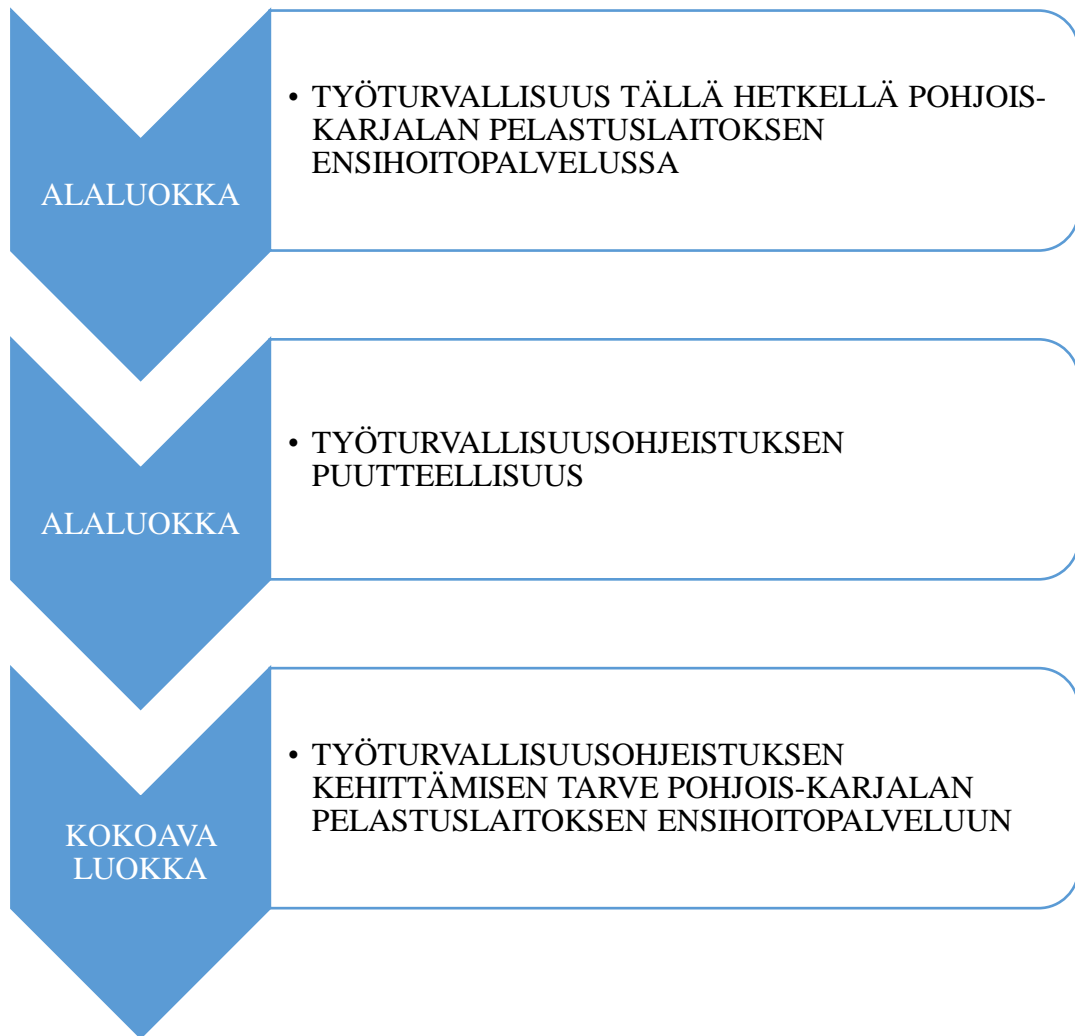 ALALUOKKA
• TYÖTURVALLISUUS TÄLLÄ HETKELLÄ POHJOIS-
KARJALAN PELASTUSLAITOKSEN
ENSIHOITOPALVELUSSA
ALALUOKKA
• TYÖTURVALLISUUSOHJEISTUKSEN
PUUTTEELLISUUS
KOKOAVA
LUOKKA
• TYÖTURVALLISUUSOHJEISTUKSEN
KEHITTÄMISEN TARVE POHJOIS-KARJALAN
PELASTUSLAITOKSEN ENSIHOITOPALVELUUN